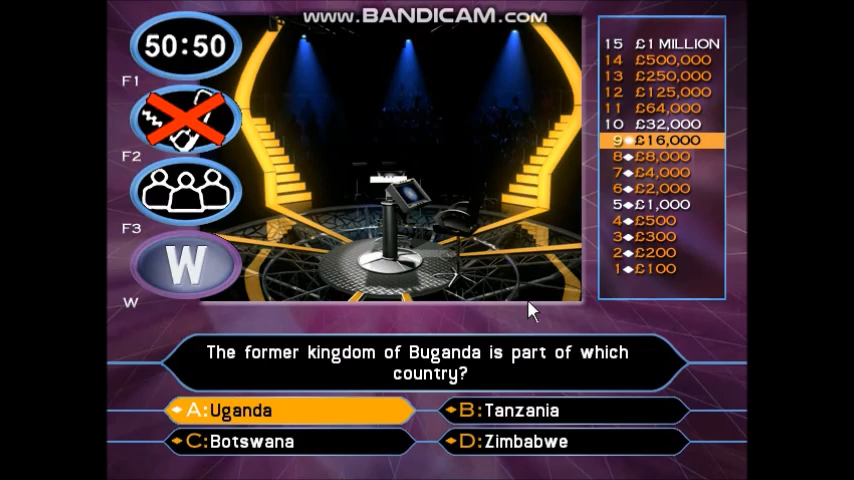 www.BANDICAM.com
50:50
F1
F2
F3
W
W
15 £1 MILLION
14 £500,000
13 £250,000
12 £125,000
11 £64,000
10 £32,000
9 £16,000
8 £8,000
7 £4,000
6 £2,000
5 £1,000
4 £500
3 £300
2 £200
1 £100
The former kingdom of Buganda is part of which
country?
A: Uganda
B: Tanzania
C: Botswana
D: Zimbabwe